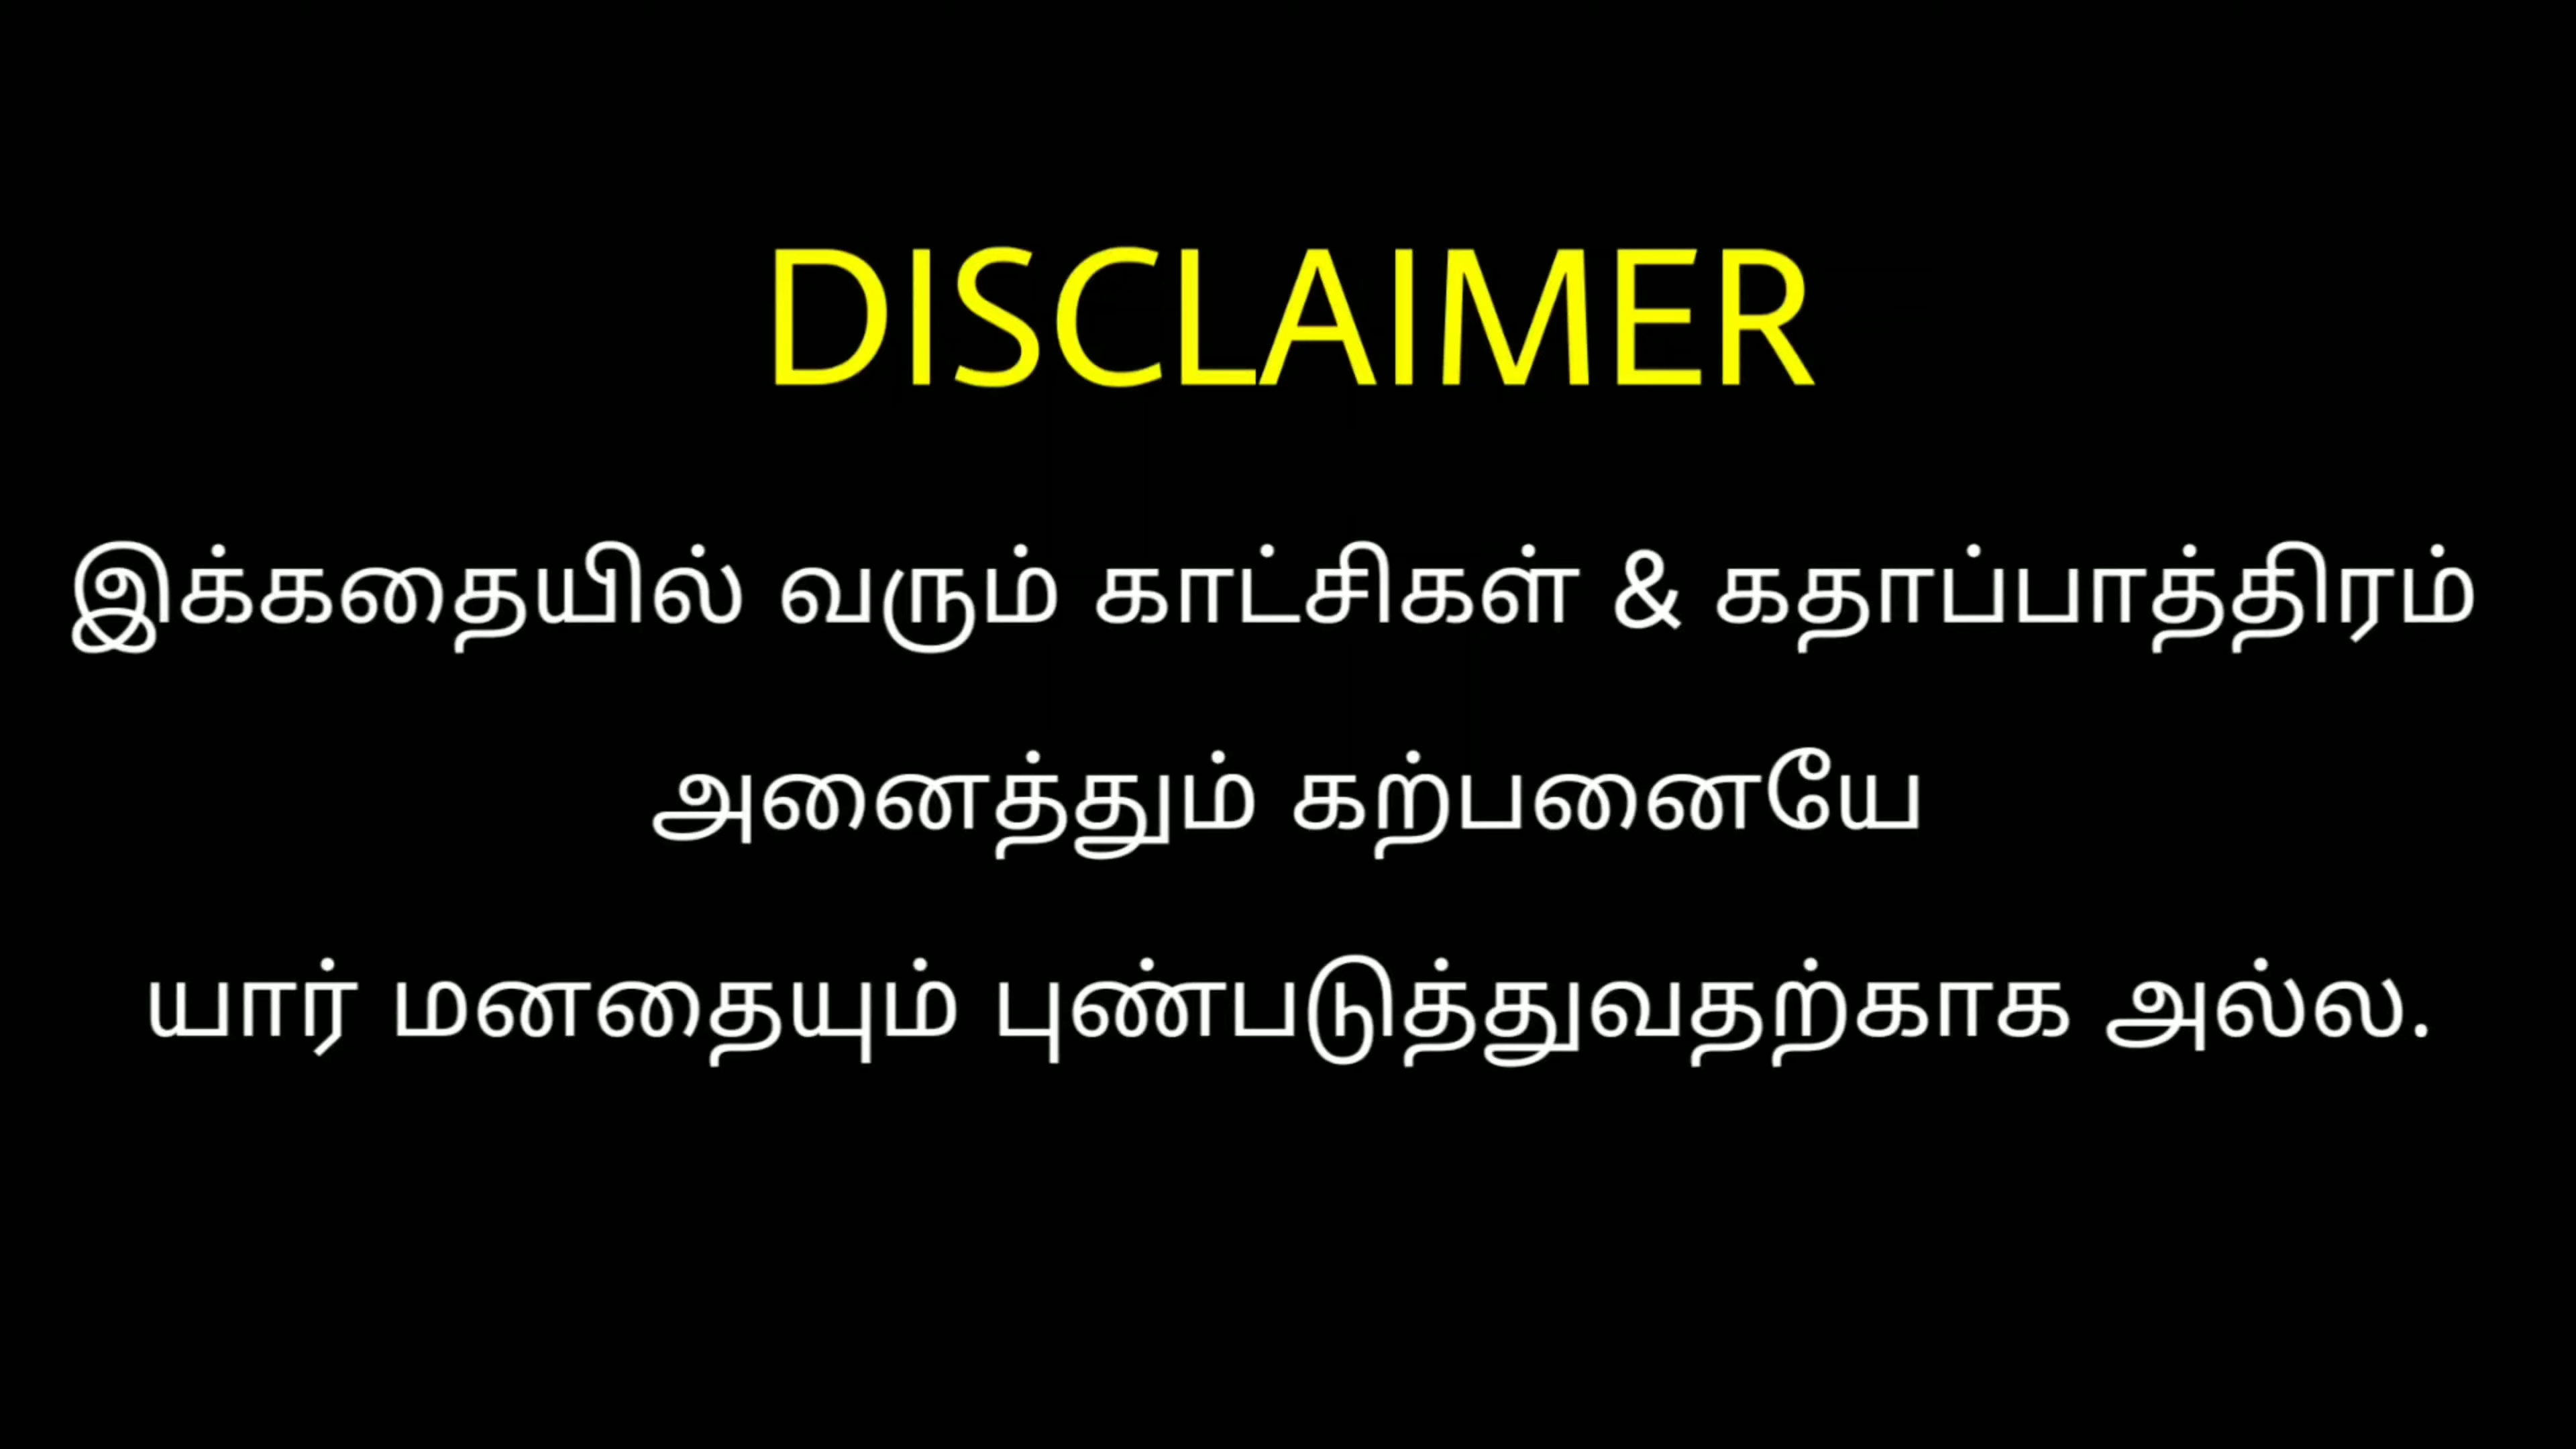 DISCLAIMER
இக்கதையில் வரும் காட்சிகள் & கதாப்பாத்திரம்
அனைத்தும் கற்பனையே
யார் மனதையும் புண்படுத்துவதற்காக அல்ல.